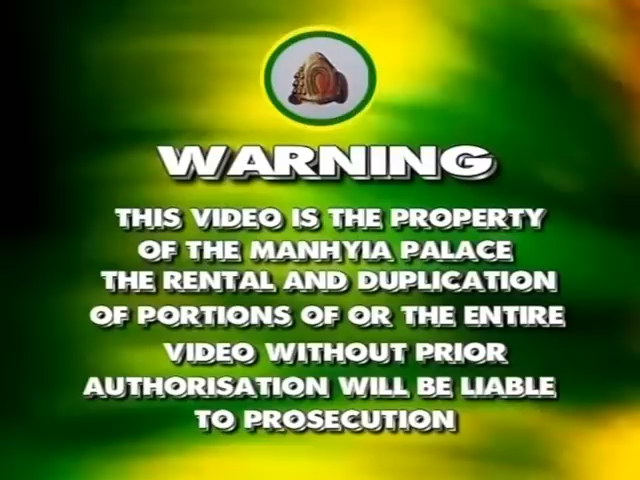 WARNING
THIS VIDEO IS THE PROPERTY
OF THE MANHYIA PALACE
THE RENTAL AND DUPLICATION
OF PORTIONS OF OR THE ENTIRE
VIDEO WITHOUT PRIOR
AUTHORISATION WILL BE LIABLE
TO PROSECUTION